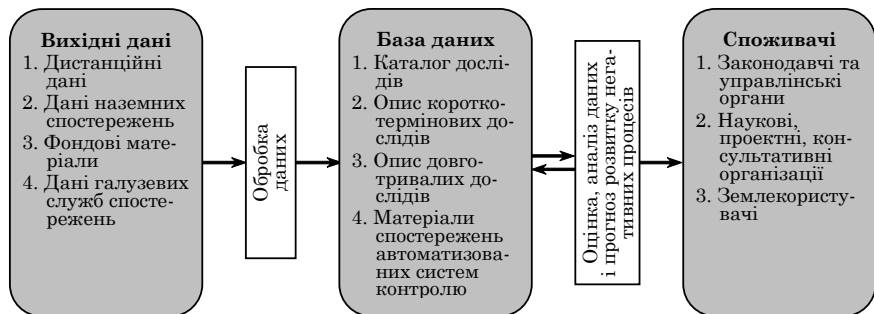 Вихідні дані
1. Дистанційні
дані
2. Дані наземних
спостережень
3. Фондові мате-
ріали
4. Дані галузевих
служб спосте-
режень
Обробка
даних
База даних
1. Каталог дослі-
дів
2. Опис коротко-
термінових до-
слідів
3. Опис довго-
тривалих до-
слідів
4. Матеріали
спостережень
автоматизова-
них систем
контролю
Оцінка, аналіз даних
і прогноз розвитку нега-
тивних процесів
Споживачі
1. Законодавчі та
управлінські
органи
2. Наукові,
проектні, кон-
сультативні
організації
3. Землекористу-
вачі